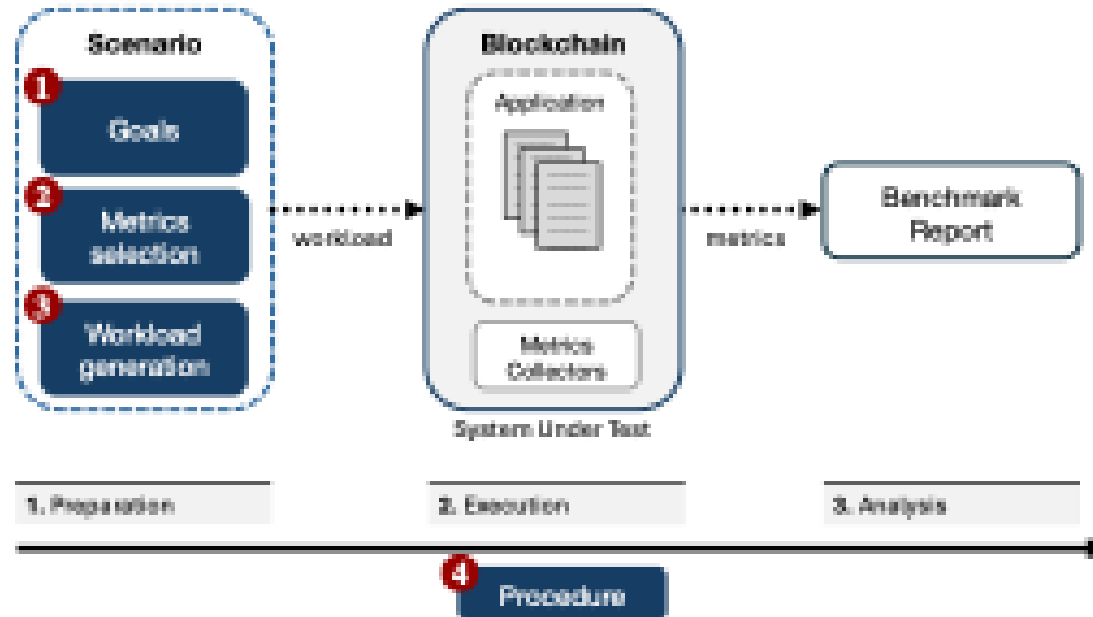 Scenario
1
Goals
2
Metrics
selection
3
Workload
generation
workload
Blockchain
Application
Metrics
Collectors
System Under Test
metrics
Benchmark
Report
1. Preparation
2. Execution
3. Analysis
4
Procedure